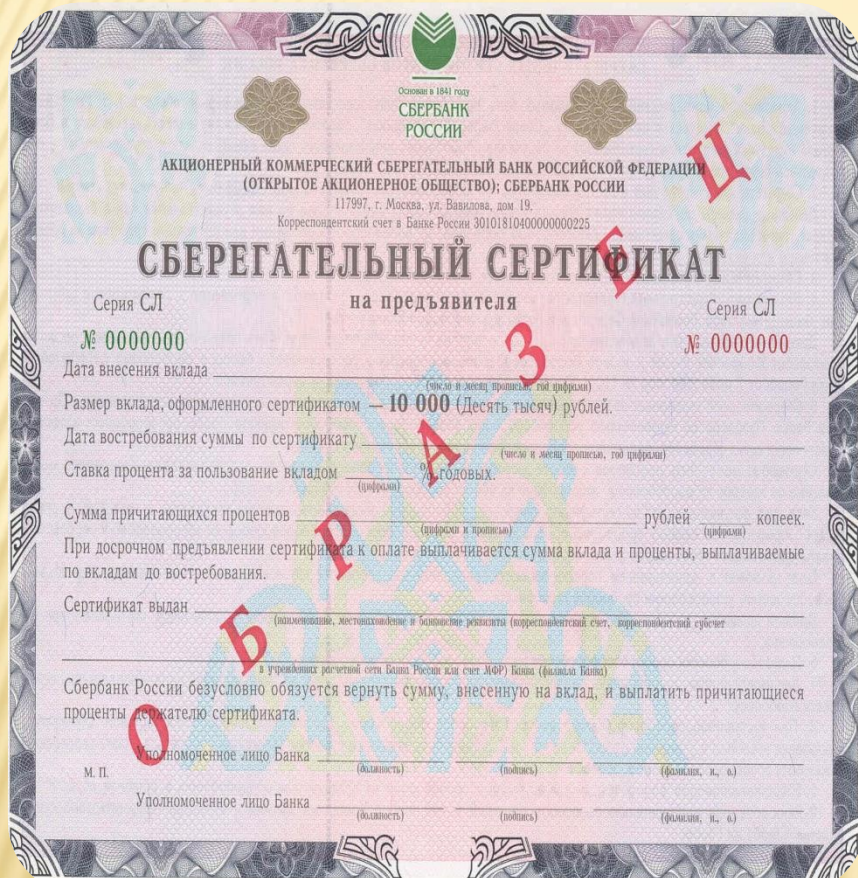 Основан в 1841 году
СБЕРБАНК
РОССИИ
АКЦИОНЕРНЫЙ КОММЕРЧЕСКИЙ СБЕРЕГАТЕЛЬНЫЙ БАНК РОССИЙСКОЙ ФЕДЕРАЦИИ
(ОТКРЫТОЕ АКЦИОНЕРНОЕ ОБЩЕСТВО); СБЕРБАНК РОССИИ
117997, г. Москва, ул. Вавилова, дом 19.
Корреспондентский счет в Банке России 30101810400000000225
СБЕРЕГАТЕЛЬНЫЙ СЕРТИФИКАТ
на предъявителя
Серия СЛ Серия СЛ
№ 0000000 № 0000000
Дата внесения вклада
(число и месяц прописью, год цифрами)
Размер вклада, оформленного сертификатом — 10 000 (Десять тысяч) рублей.
Дата востребования суммы по сертификату
(число и месяц прописью, год цифрами)
Ставка процента за пользование вкладом % годовых.
(цифрами)
Сумма причитающихся процентов рублей копеек.
(цифрами и прописью) (цифрами)
При досрочном предъявлении сертификата к оплате выплачивается сумма вклада и проценты, выплачиваемые
по вкладам до востребования.
Сертификат выдан
(наименование, местонахождение и банковские реквизиты (корреспондентский счет, корреспондентский субсчет
в учреждениях расчетной сети Банка России или счет МФР) Банка (филиала Банка)
Сбербанк России безусловно обязуется вернуть сумму, внесенную на вклад, и выплатить причитающиеся
проценты держателю сертификата.
Уполномоченное лицо Банка
М. П. (должность) (подпись) (фамилия, и., о.)
Уполномоченное лицо Банка
(должность) (подпись) (фамилия, и., о.)
ОБРАЗЕЦ